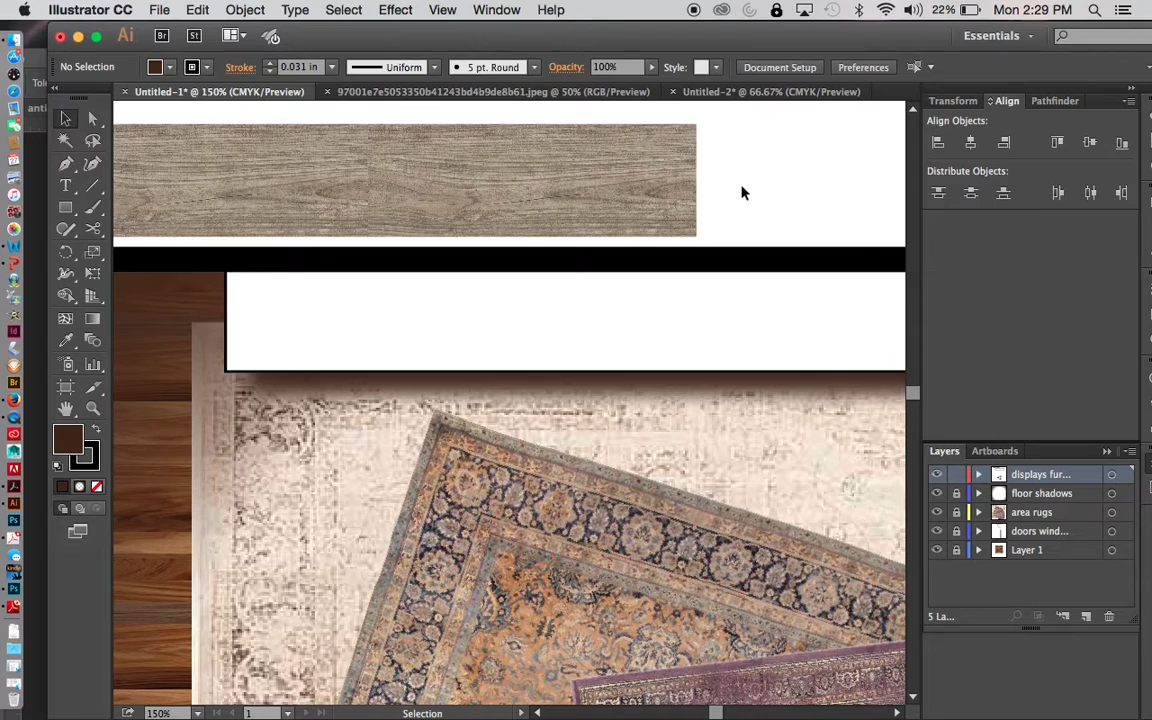 Illustrator CC File Edit Object Type Select Effect View Window Help 22% Mon 2:29 PM
Ai Br St Essentials
No Selection Stroke: 0.031 in Uniform 5 pt. Round Opacity: 100% Style: Document Setup Preferences
Untitled-1* @ 150% (CMYK/Preview) 97001e7e5053350b41243bd4b9de8b61.jpeg @ 50% (RGB/Preview) Untitled-2* @ 66.67% (CMYK/Preview)
Transform Align Pathfinder
Align Objects:
Distribute Objects:
Layers Artboards
displays fur...
floor shadows
area rugs
doors wind...
Layer 1
5 La...
150% 1 Selection